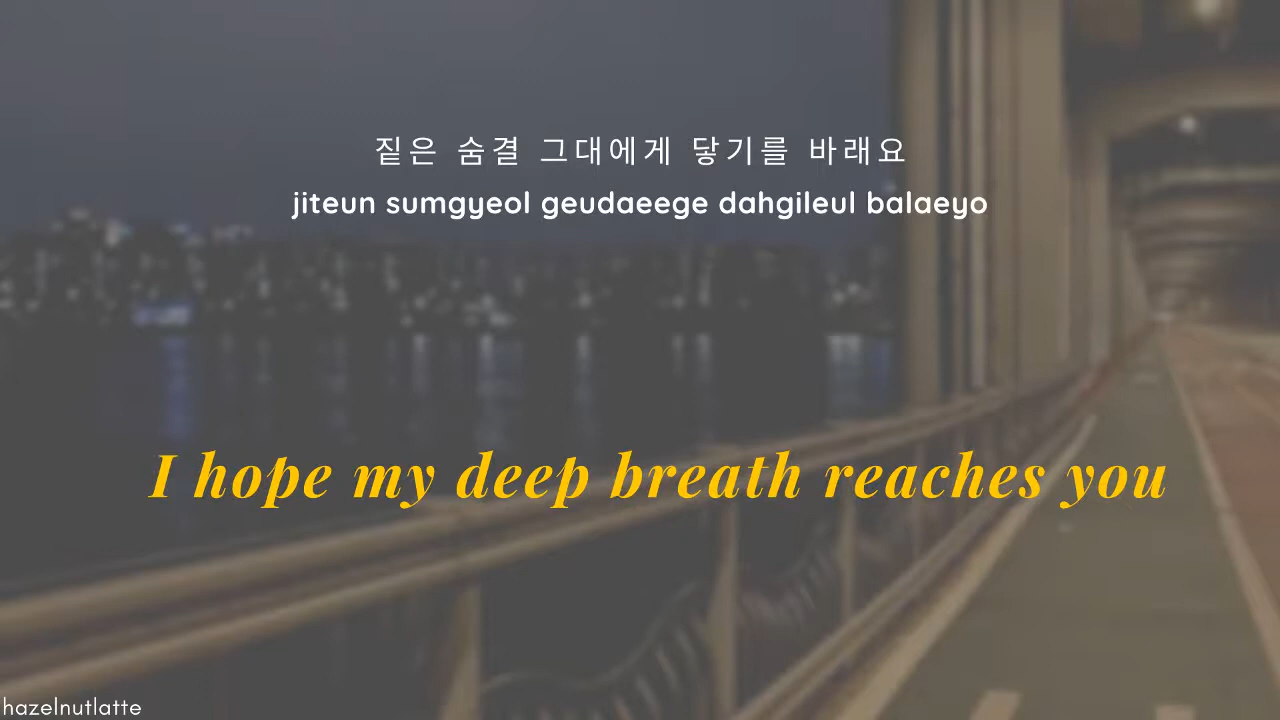 짙은 숨결 그대에게 닿기를 바래요
jiteun sumgyeol geudaeege dahgileul balaeyo
I hope my deep breath reaches you
hazelnutlatte